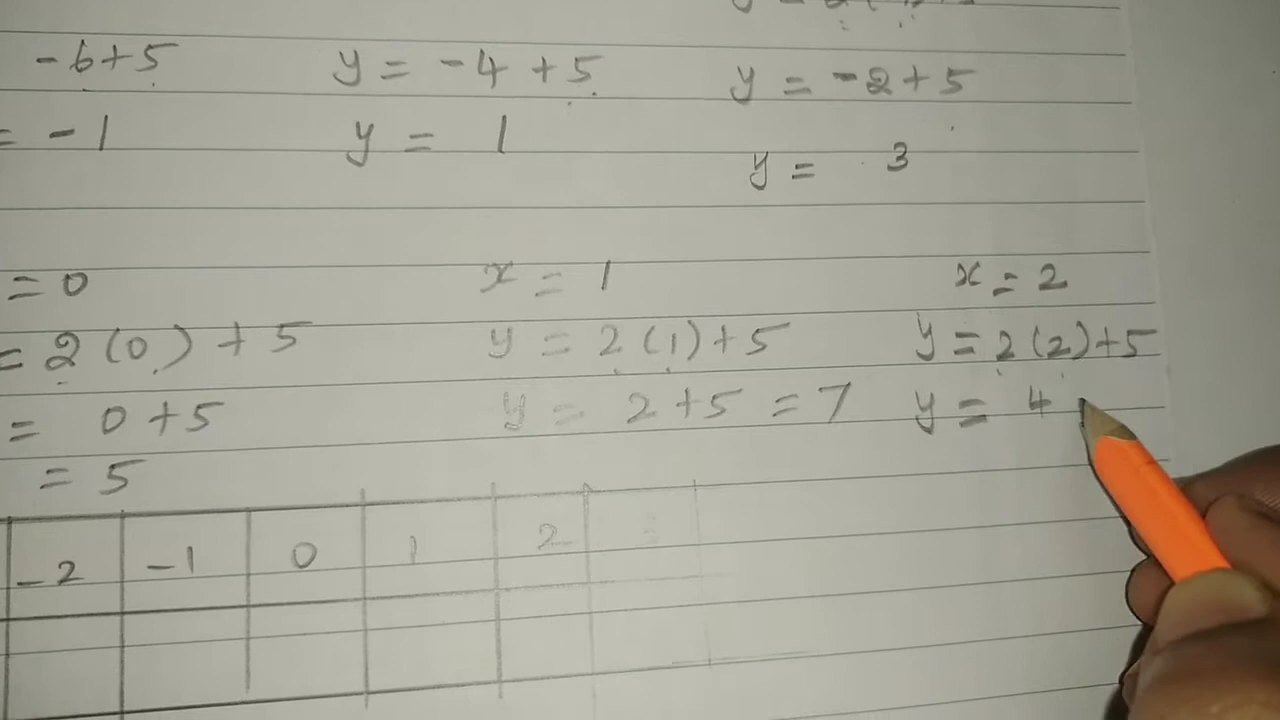 -6+5 y = -4+5 y = -2+5
= -1 y = 1 y = 3
= 0 x = 1 x = 2
= 2(0)+5 y = 2(1)+5 y = 2(2)+5
= 0+5 y = 2+5 = 7 y = 4
= 5
-2 -1 0 1 2